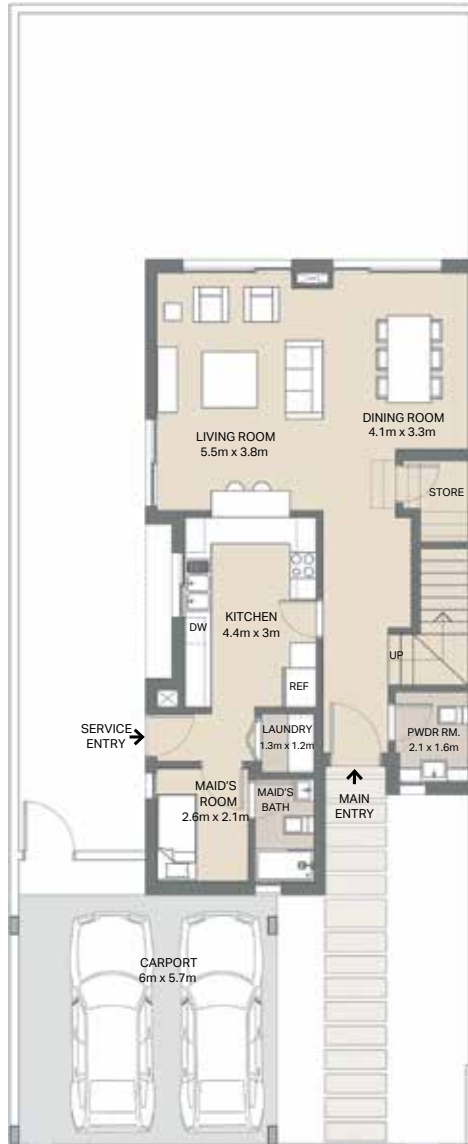 DINING ROOM
4.1m x 3.3m
LIVING ROOM
5.5m x 3.8m
STORE
KITCHEN
4.4m x 3m
DW
UP
REF
SERVICE
ENTRY
LAUNDRY
1.3m x 1.2m
PWDR RM.
2.1 x 1.6m
MAID'S
ROOM
2.6m x 2.1m
MAID'S
BATH
MAIN
ENTRY
CARPORT
6m x 5.7m